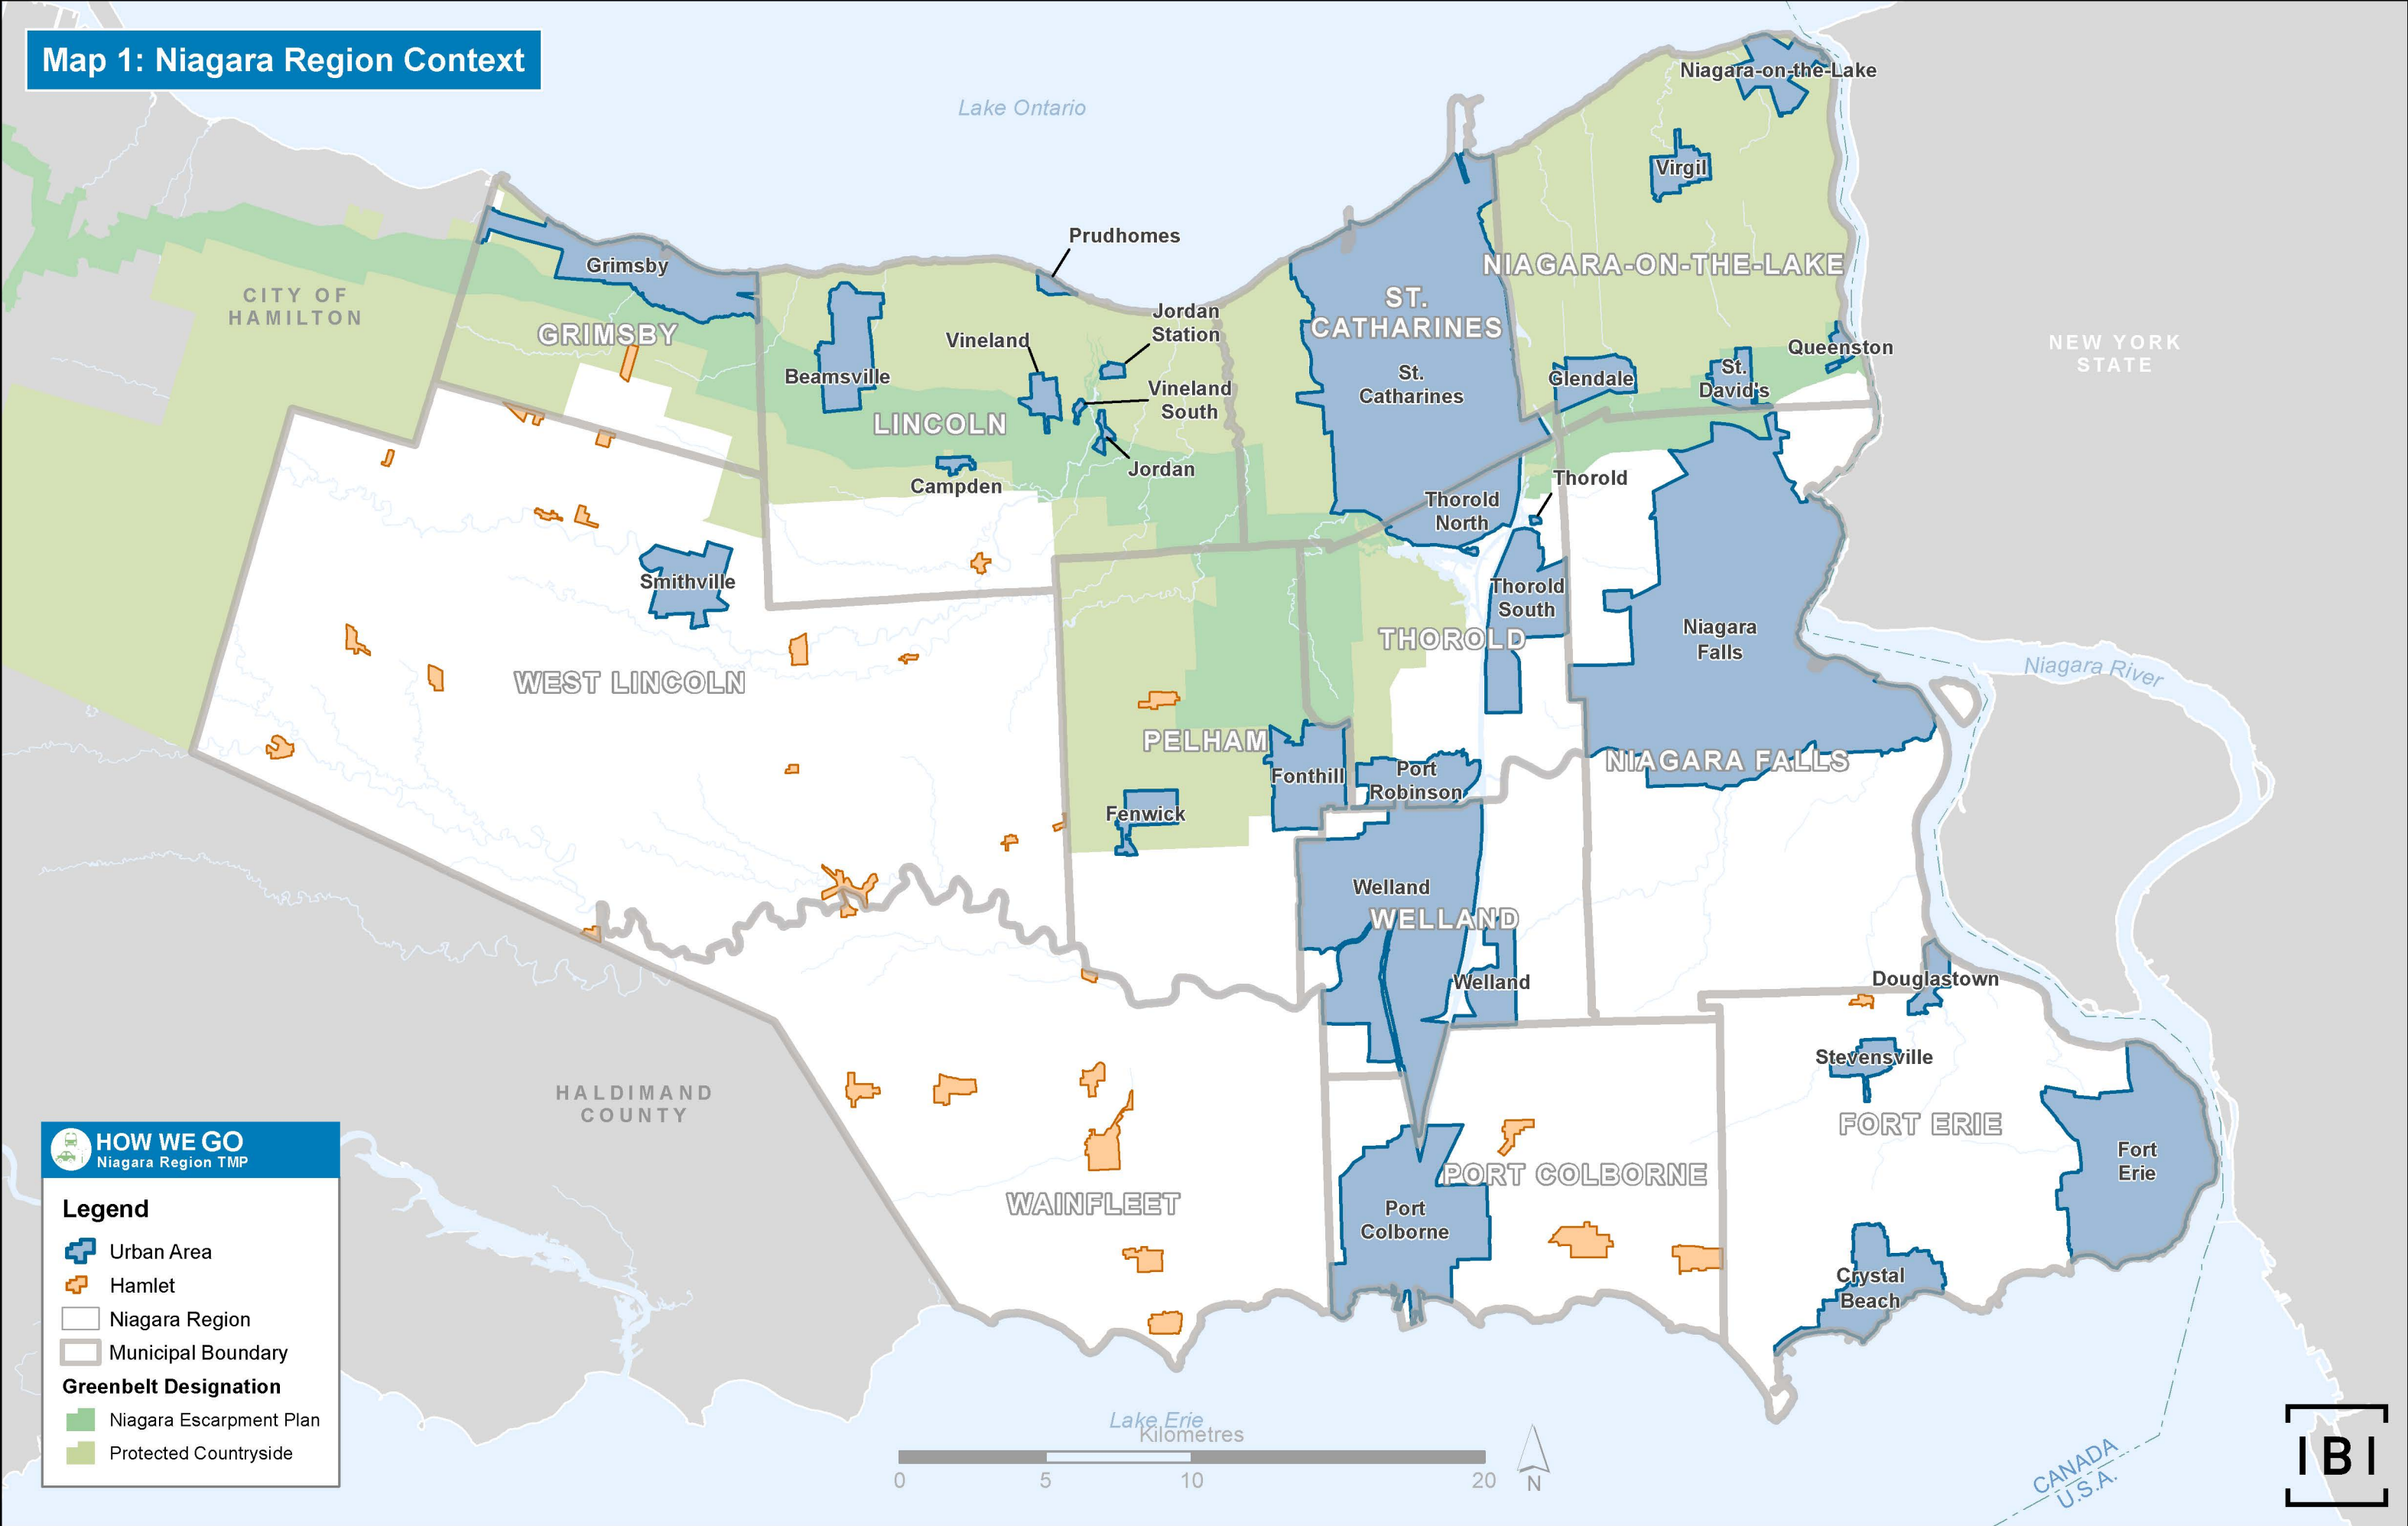 Map 1: Niagara Region Context
Lake Ontario
Niagara-on-the-Lake
Virgil
Prudhomes
Grimsby
NIAGARA-ON-THE-LAKE
CITY OF
HAMILTON
GRIMSBY
ST.
CATHARINES
Jordan
Station
Vineland
Queenston
NEW YORK
STATE
Beamsville
St.
Catharines
Glendale
St.
David's
Vineland
South
LINCOLN
Jordan
Campden
Thorold
Thorold
North
Smithville
Thorold
South
THOROLD
Niagara
Falls
Niagara River
WEST LINCOLN
PELHAM
NIAGARA FALLS
Fonthill
Port
Robinson
Fenwick
Welland
WELLAND
Welland
Douglastown
Stevensville
HALDIMAND
COUNTY
FORT ERIE
Fort
Erie
PORT COLBORNE
WAINFLEET
Port
Colborne
Crystal
Beach
HOW WE GO
Niagara Region TMP
Legend
Urban Area
Hamlet
Niagara Region
Municipal Boundary
Greenbelt Designation
Niagara Escarpment Plan
Protected Countryside
Lake Erie
Kilometres
0 5 10 20
N
CANADA
U.S.A.
IBI